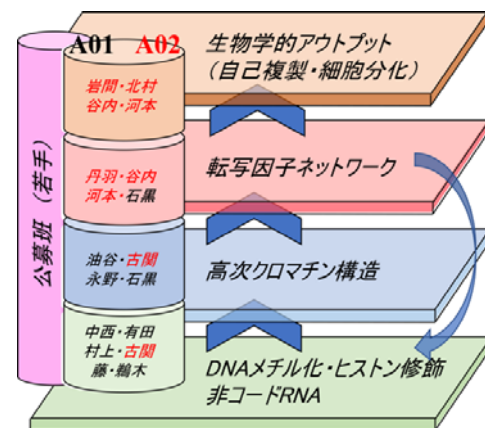 A01 A02
公募班（若手）
生物学的アウトプット
（自己複製・細胞分化）
岩間・北村
谷内・河本
転写因子ネットワーク
丹羽・谷内
河本・石黒
高次クロマチン構造
油谷・古関
永野・石黒
DNAメチル化・ヒストン修飾
非コードRNA
中西・有田
村上・古関
藤・鵜木